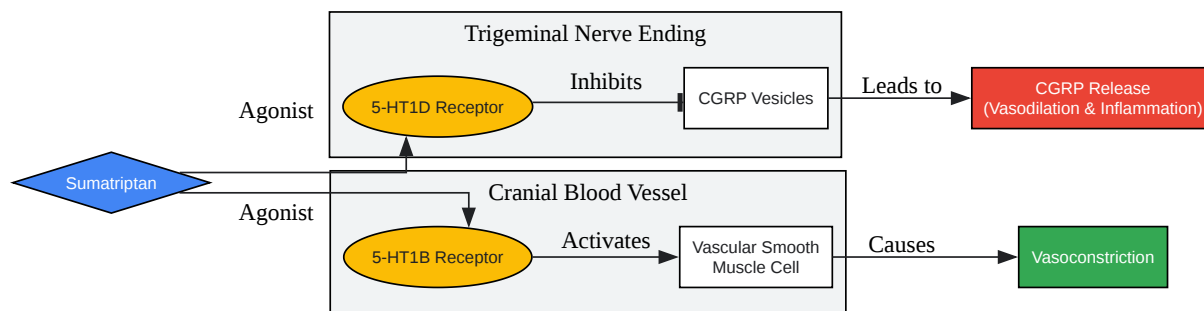 Trigeminal Nerve Ending
Agonist
5-HT1D Receptor
Inhibits
CGRP Vesicles
Leads to
CGRP Release
(Vasodilation & Inflammation)
Sumatriptan
Agonist
Cranial Blood Vessel
5-HT1B Receptor
Activates
Vascular Smooth
Muscle Cell
Causes
Vasoconstriction